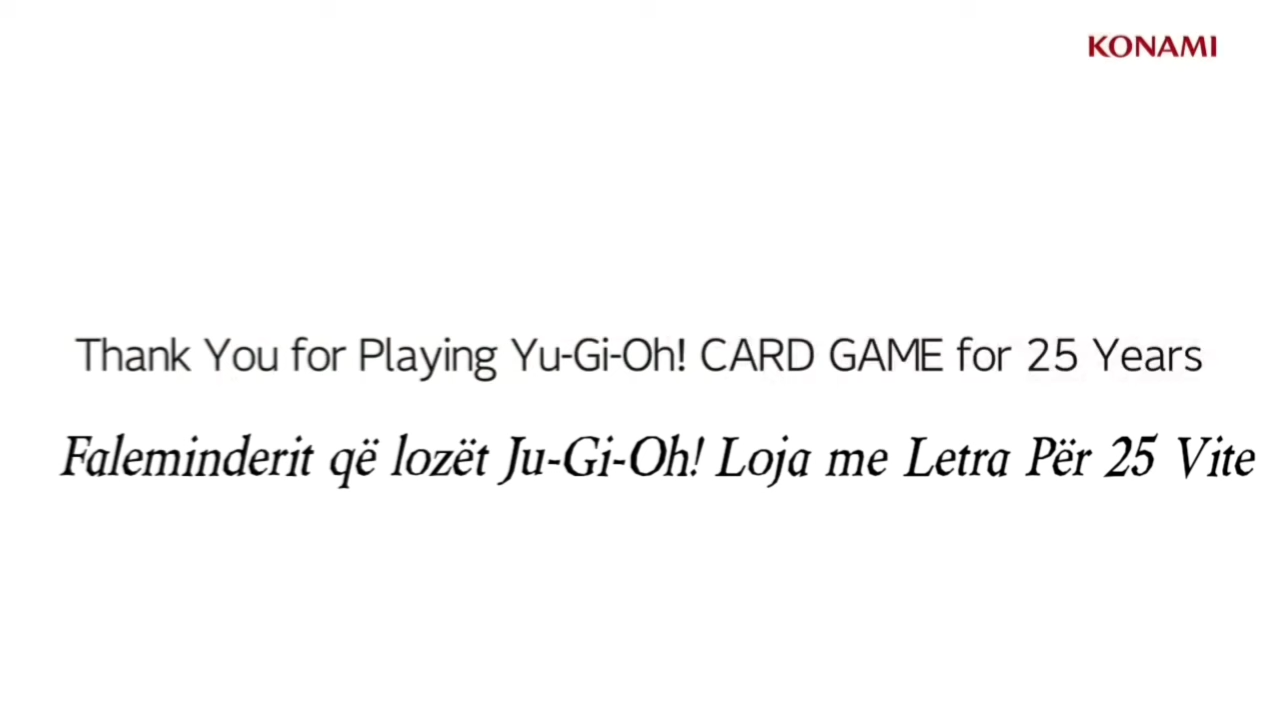 KONAMI
Thank You for Playing Yu-Gi-Oh! CARD GAME for 25 Years
Faleminderit që lozët Ju-Gi-Oh! Loja me Letra Për 25 Vite